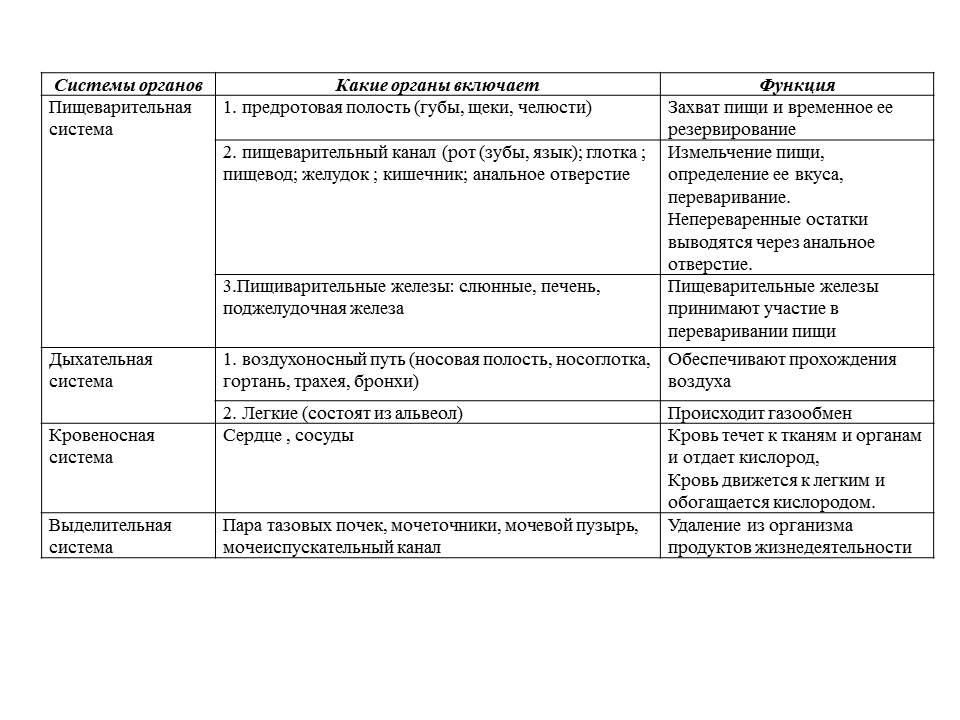 Системы органов
Какие органы включает
Функция
Пищеварительная
система
1. предротовая полость (губы, щеки, челюсти)
Захват пищи и временное ее
резервирование
2. пищеварительный канал (рот (зубы, язык); глотка ;
пищевод; желудок ; кишечник; анальное отверстие
Измельчение пищи,
определение ее вкуса,
переваривание.
Непереваренные остатки
выводятся через анальное
отверстие.
3.Пищиварительные железы: слюнные, печень,
поджелудочная железа
Пищеварительные железы
принимают участие в
переваривании пищи
Дыхательная
система
1. воздухоносный путь (носовая полость, носоглотка,
гортань, трахея, бронхи)
Обеспечивают прохождения
воздуха
2. Легкие (состоят из альвеол)
Происходит газообмен
Кровеносная
система
Сердце , сосуды
Кровь течет к тканям и органам
и отдает кислород,
Кровь движется к легким и
обогащается кислородом.
Выделительная
система
Пара тазовых почек, мочеточники, мочевой пузырь,
мочеиспускательный канал
Удаление из организма
продуктов жизнедеятельности